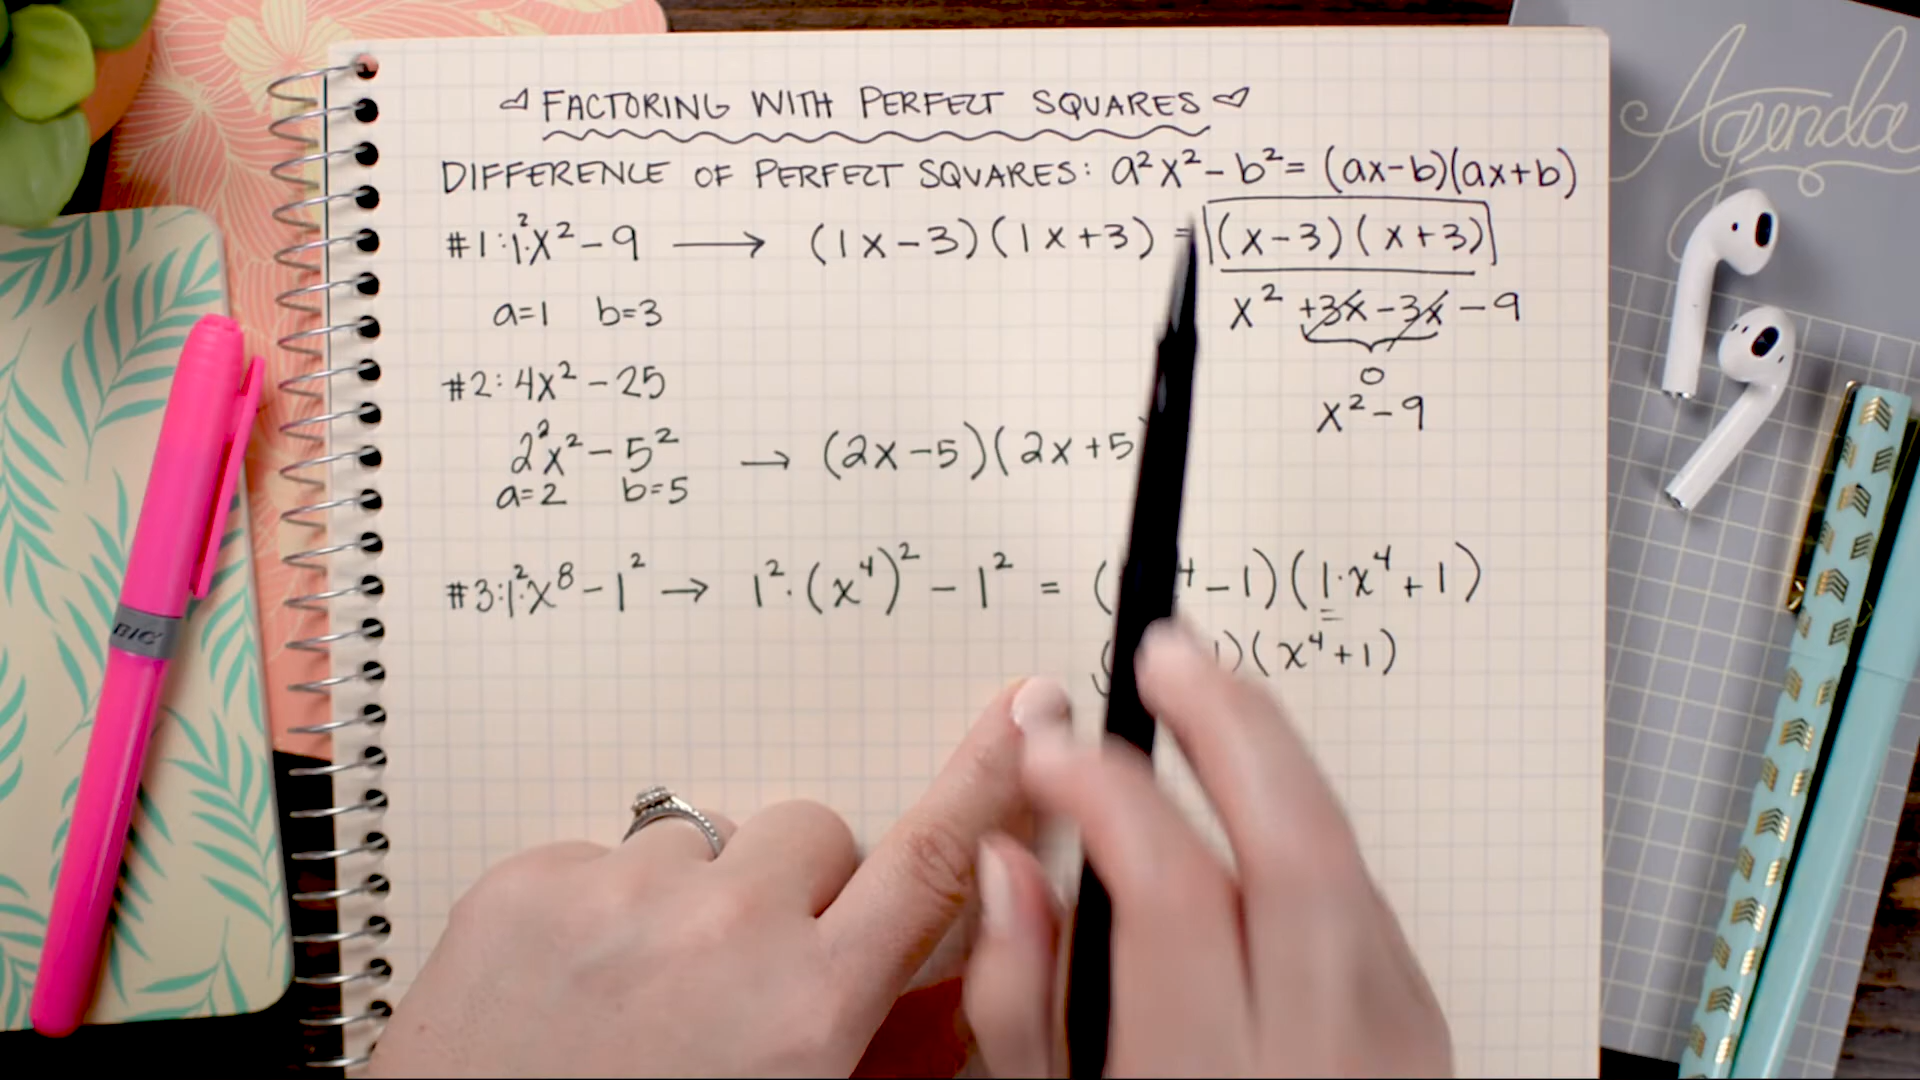 FACTORING WITH PERFECT SQUARES
DIFFERENCE OF PERFECT SQUARES: a²x² - b² = (ax-b)(ax+b)
#1: 1²·x² - 9 → (1x - 3)(1x + 3) = (x - 3)(x + 3)
a=1 b=3
x² +3x -3x - 9
0
x² - 9
#2: 4x² - 25
2²x² - 5² → (2x - 5)(2x + 5
a=2 b=5
#3: 1²·x⁸ - 1² → 1²·(x⁴)² - 1² = ( ⁴ - 1)(1·x⁴ + 1)
( 1)(x⁴ + 1)
Agenda
BIC